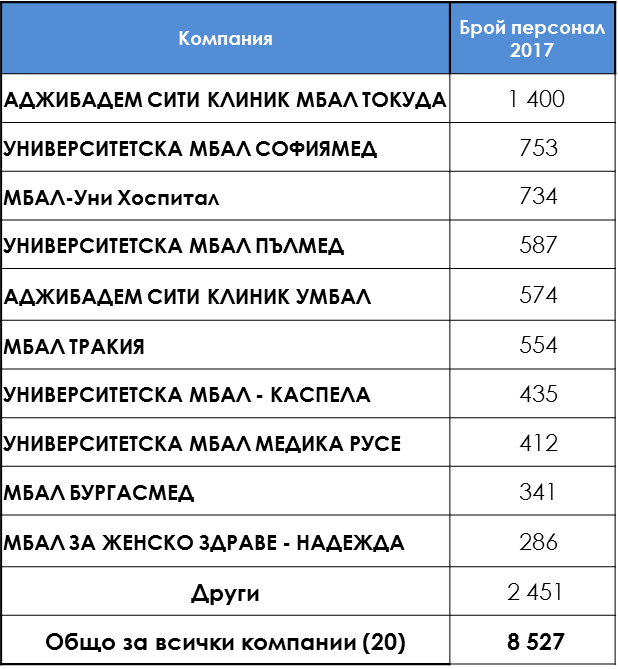 Компания
Брой персонал
2017
АДЖИБАДЕМ СИТИ КЛИНИК МБАЛ ТОКУДА 1 400
УНИВЕРСИТЕТСКА МБАЛ СОФИЯМЕД 753
МБАЛ-Уни Хоспитал 734
УНИВЕРСИТЕТСКА МБАЛ ПЪЛМЕД 587
АДЖИБАДЕМ СИТИ КЛИНИК УМБАЛ 574
МБАЛ ТРАКИЯ 554
УНИВЕРСИТЕТСКА МБАЛ - КАСПЕЛА 435
УНИВЕРСИТЕТСКА МБАЛ МЕДИКА РУСЕ 412
МБАЛ БУРГАСМЕД 341
МБАЛ ЗА ЖЕНСКО ЗДРАВЕ - НАДЕЖДА 286
Други 2 451
Общо за всички компании (20) 8 527